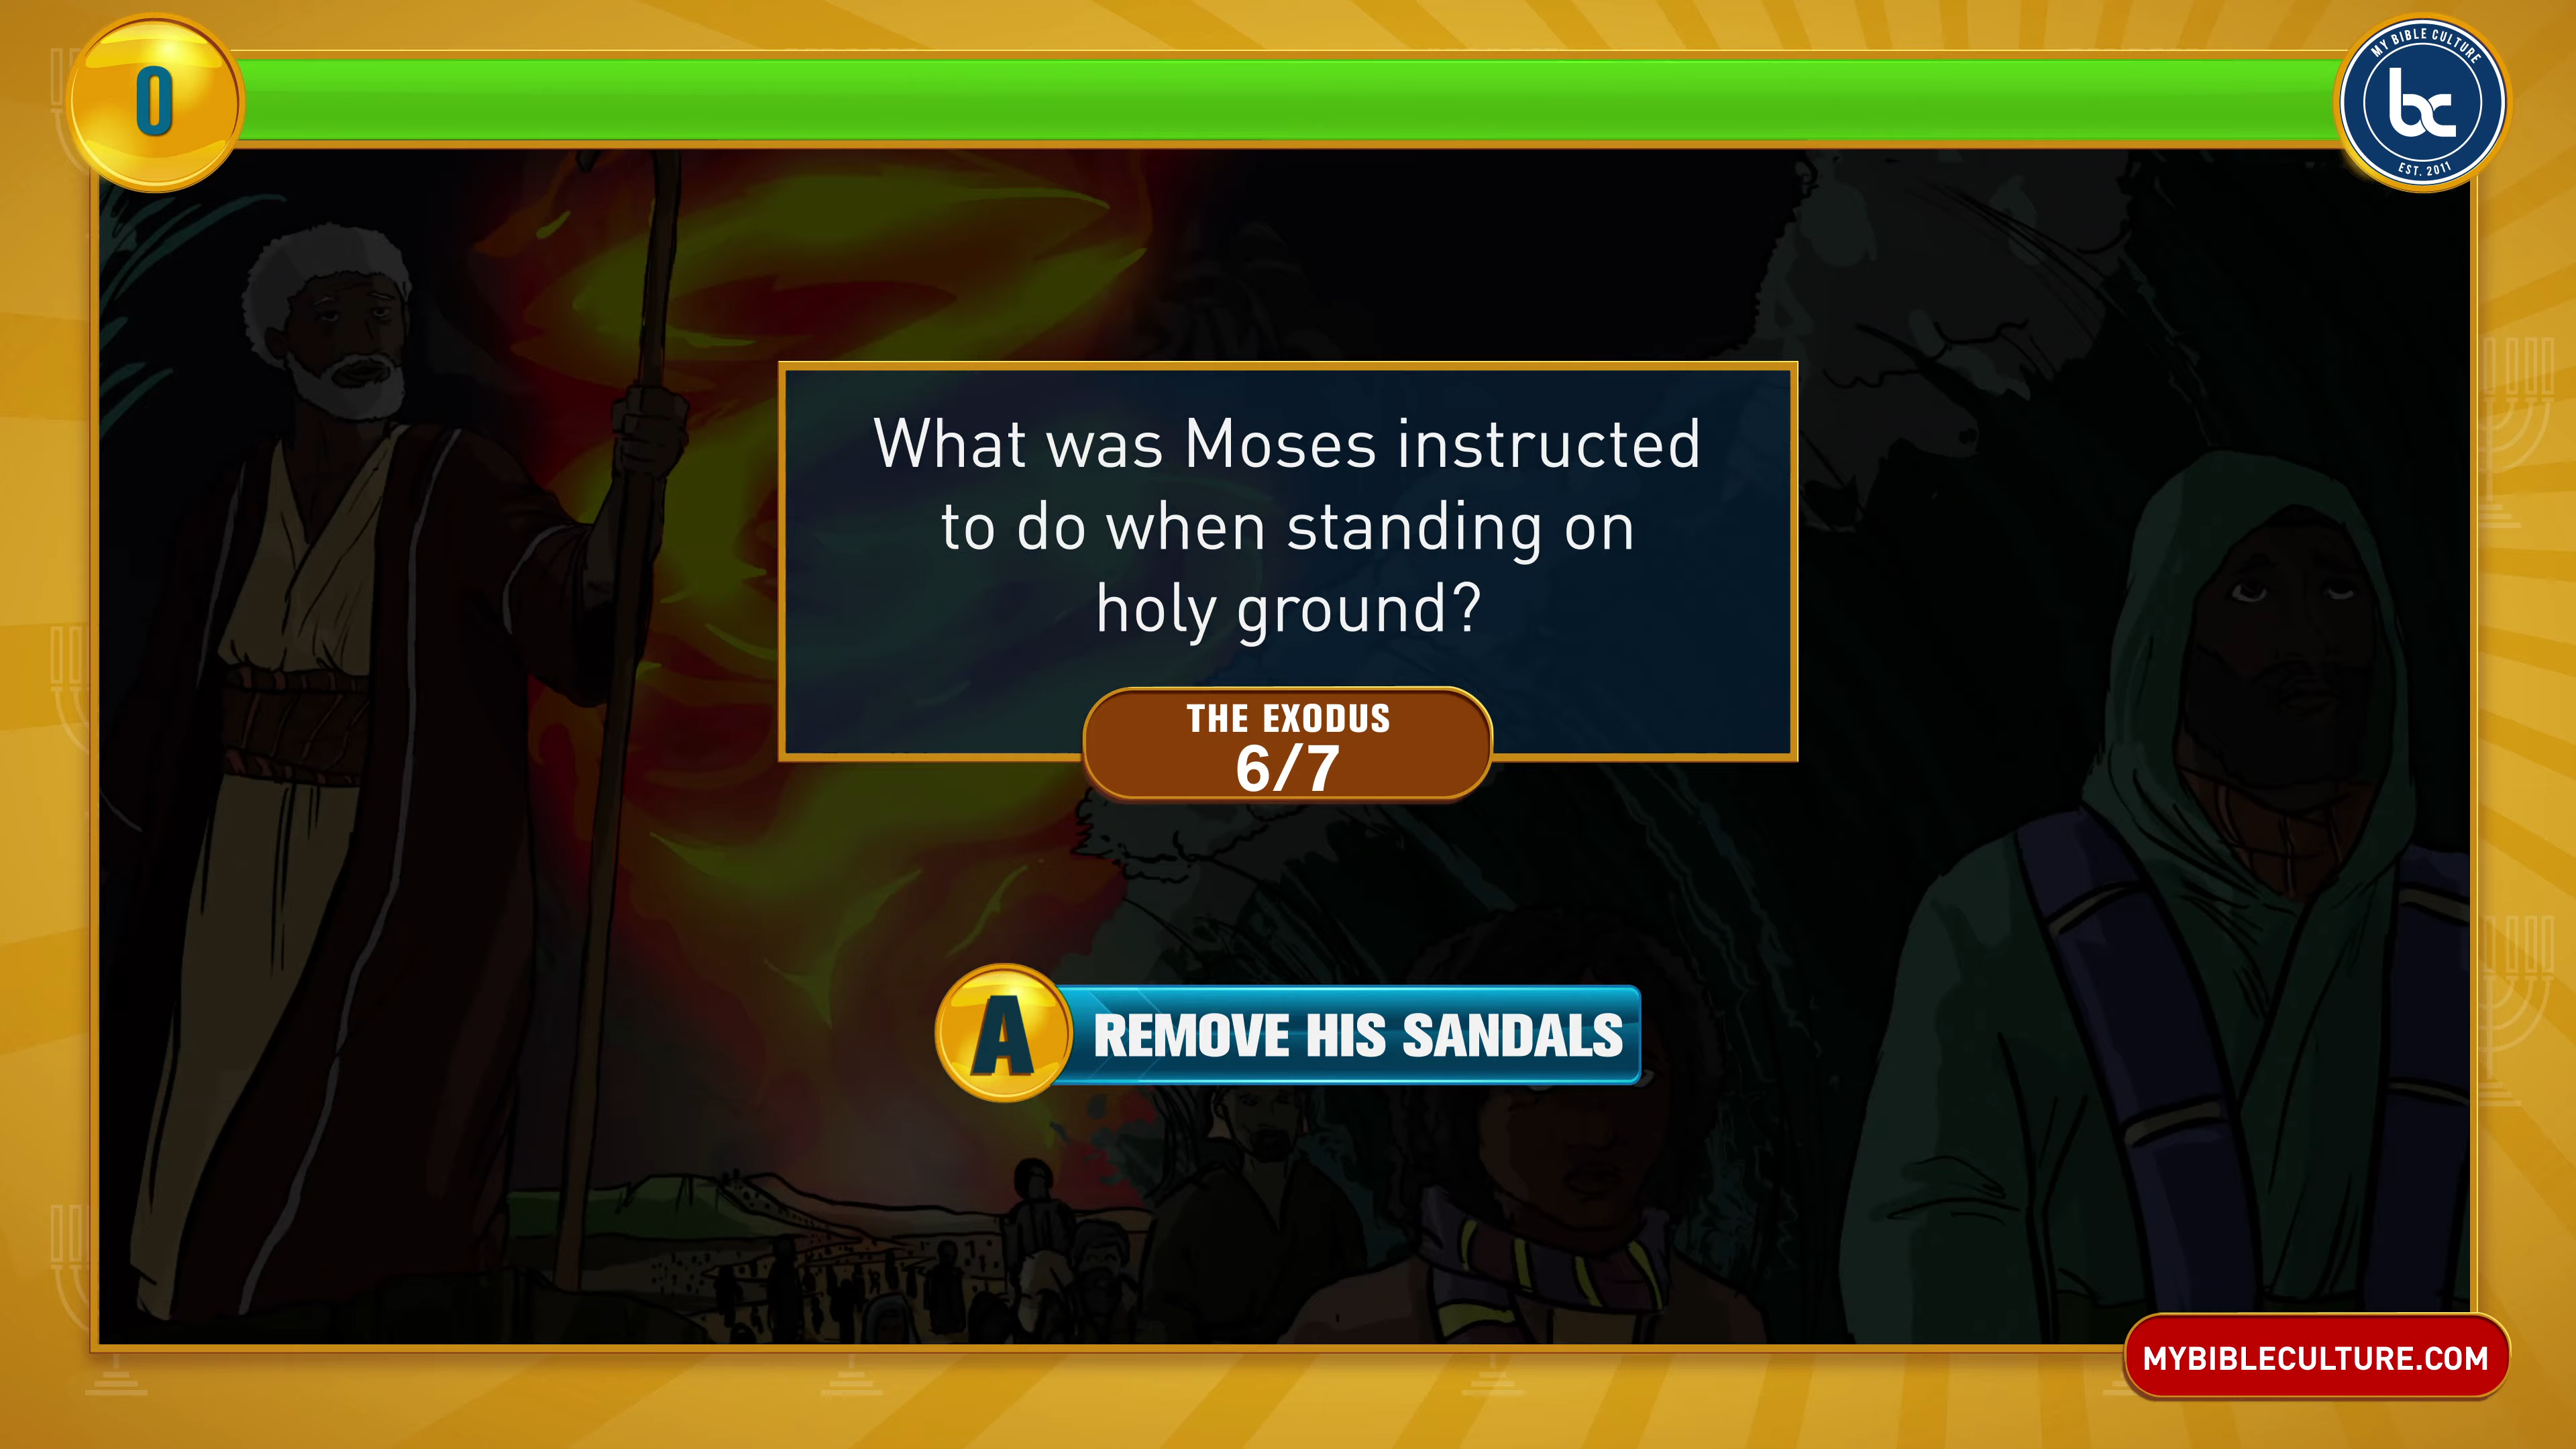 0
MY BIBLE CULTURE
bc
EST. 2011
What was Moses instructed
to do when standing on
holy ground?
THE EXODUS
6/7
A
REMOVE HIS SANDALS
MYBIBLECULTURE.COM